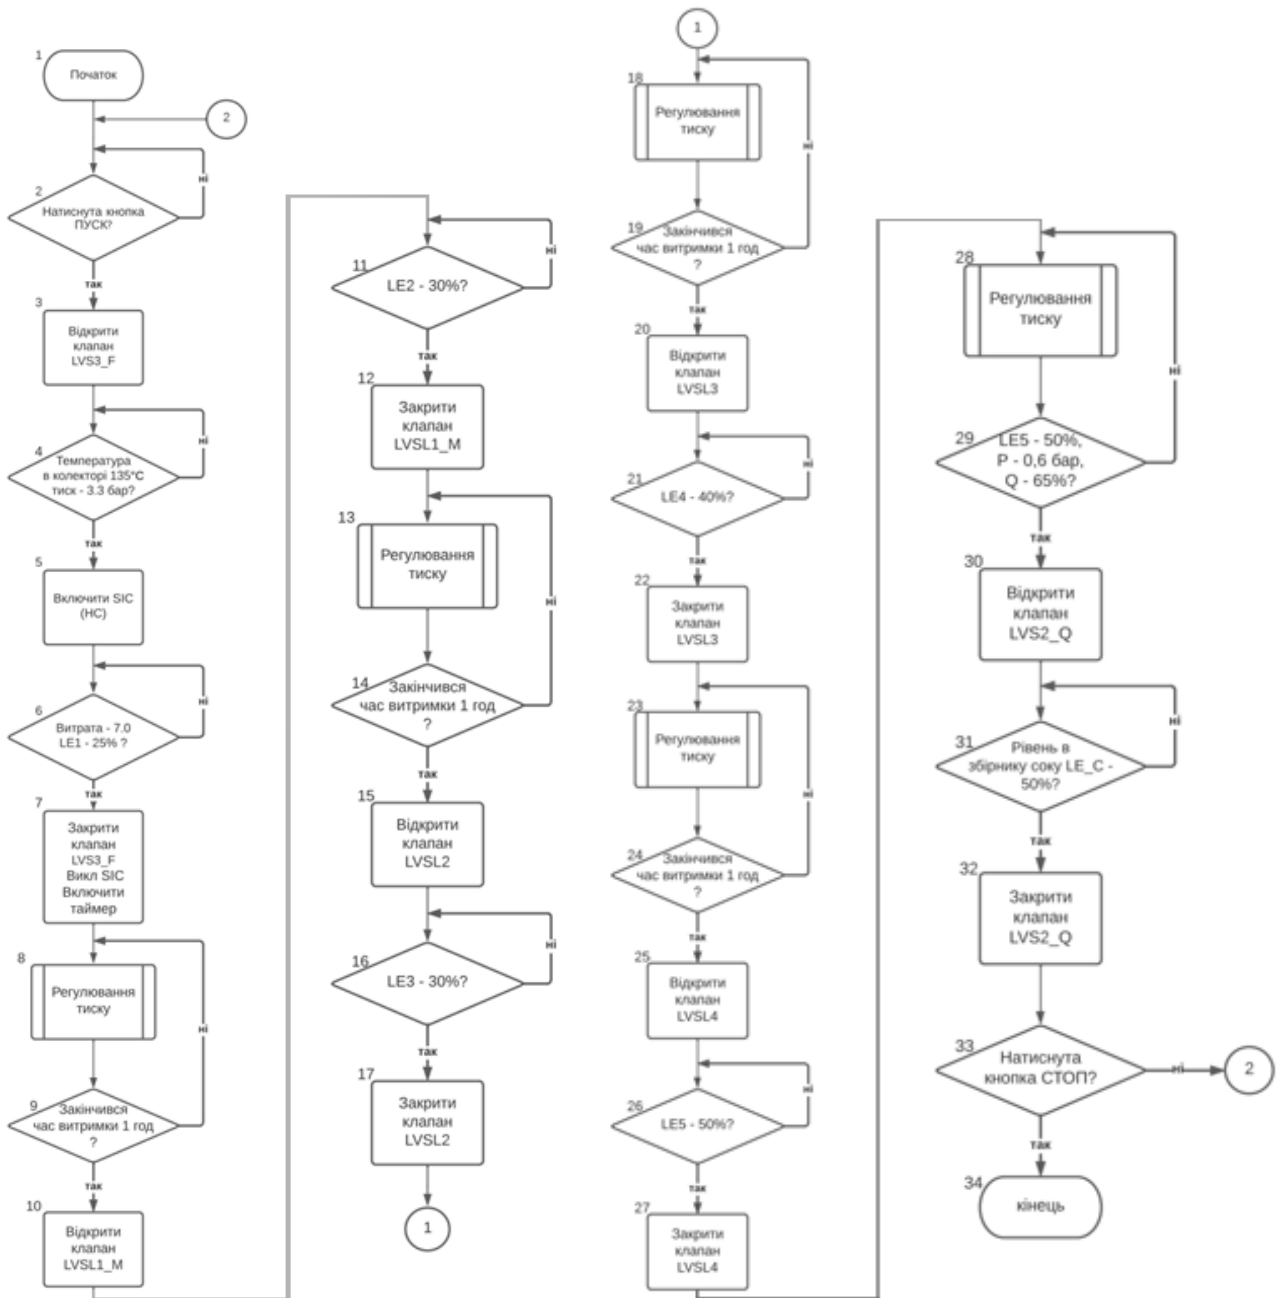 1
Початок
2
2
Натиснута кнопка
ПУСК?
ні
так
3
Відкрити
клапан
LVS3_F
4
Температура
в колекторі 135°C
тиск - 3.3 бар?
ні
так
5
Включити SIC
(НС)
6
Витрата - 7.0
LE1 - 25% ?
ні
так
7
Закрити
клапан
LVS3_F
Викл SIC
Включити
таймер
8
Регулювання
тиску
ні
9
Закінчився
час витримки 1 год
?
так
10
Відкрити
клапан
LVSL1_M
11
LE2 - 30%?
ні
так
12
Закрити
клапан
LVSL1_M
13
Регулювання
тиску
ні
14
Закінчився
час витримки 1 год
?
так
15
Відкрити
клапан
LVSL2
16
LE3 - 30%?
ні
так
17
Закрити
клапан
LVSL2
1
1
18
Регулювання
тиску
ні
19
Закінчився
час витримки 1 год
?
так
20
Відкрити
клапан
LVSL3
21
LE4 - 40%?
ні
так
22
Закрити
клапан
LVSL3
23
Регулювання
тиску
ні
24
Закінчився
час витримки 1 год
?
так
25
Відкрити
клапан
LVSL4
26
LE5 - 50%?
ні
так
27
Закрити
клапан
LVSL4
28
Регулювання
тиску
ні
29
LE5 - 50%,
P - 0,6 бар,
Q - 65%?
так
30
Відкрити
клапан
LVS2_Q
31
Рівень в
збірнику соку LE_C -
50%?
ні
так
32
Закрити
клапан
LVS2_Q
33
Натиснута
кнопка СТОП?
ні
2
так
34
кінець